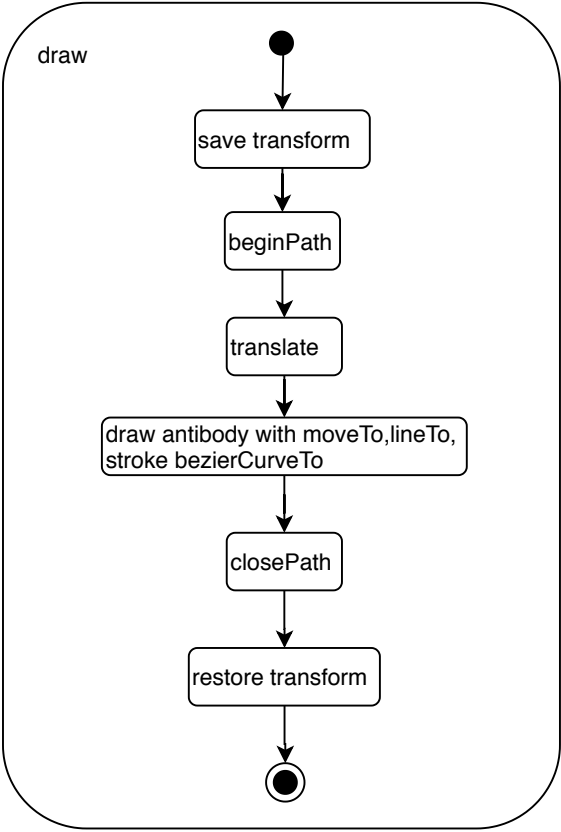 draw
save transform
beginPath
translate
draw antibody with moveTo,lineTo,
stroke bezierCurveTo
closePath
restore transform